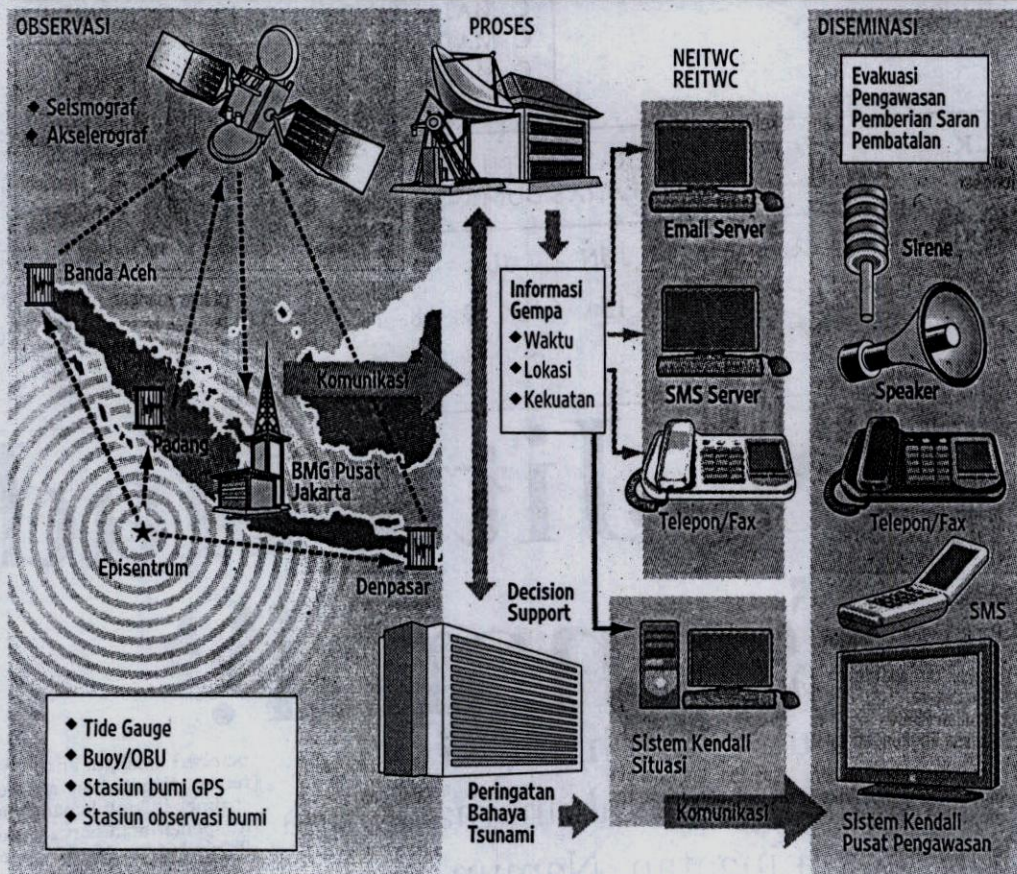 OBSERVASI
◆ Seismograf
◆ Akselerograf
Banda Aceh
Padang
Episentrum
BMG Pusat
Jakarta
Denpasar
Komunikasi
◆ Tide Gauge
◆ Buoy/OBU
◆ Stasiun bumi GPS
◆ Stasiun observasi bumi
PROSES
Informasi
Gempa
◆ Waktu
◆ Lokasi
◆ Kekuatan
Decision
Support
Peringatan
Bahaya
Tsunami
NEITWC
REITWC
Email Server
SMS Server
Telepon/Fax
Sistem Kendali
Situasi
Komunikasi
DISEMINASI
Evakuasi
Pengawasan
Pemberian Saran
Pembatalan
Sirene
Speaker
Telepon/Fax
SMS
Sistem Kendali
Pusat Pengawasan